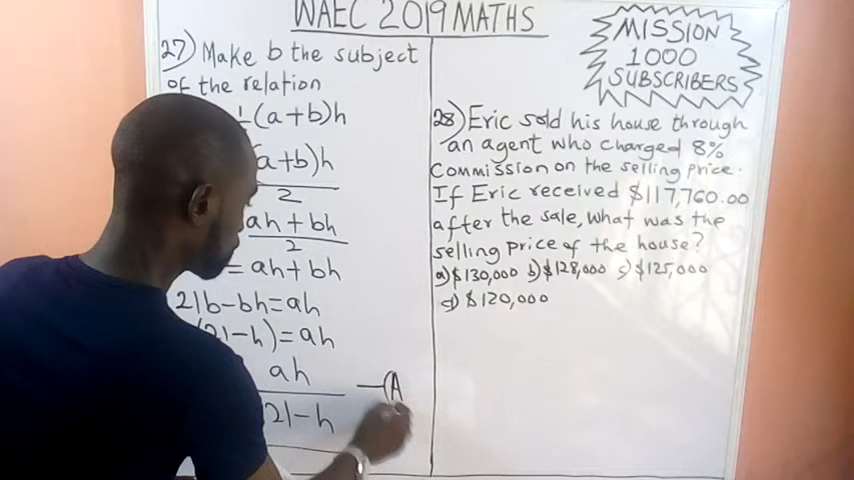 WAEC 2019 MATHS
MISSION
1000
SUBSCRIBERS
27) Make b the subject
of the relation
(a+b)h
(a+b)h
2
ah + bh
2
= ah + bh
2lb-bh=ah
(2l-h)=ah
ah
2l-h
—(A
28) Eric sold his house through
an agent who charged 8%
Commission on the selling price.
If Eric received $117,760.00
after the sale, what was the
selling price of the house?
a) $130,000 b) $128,000 c) $125,000
d) $120,000